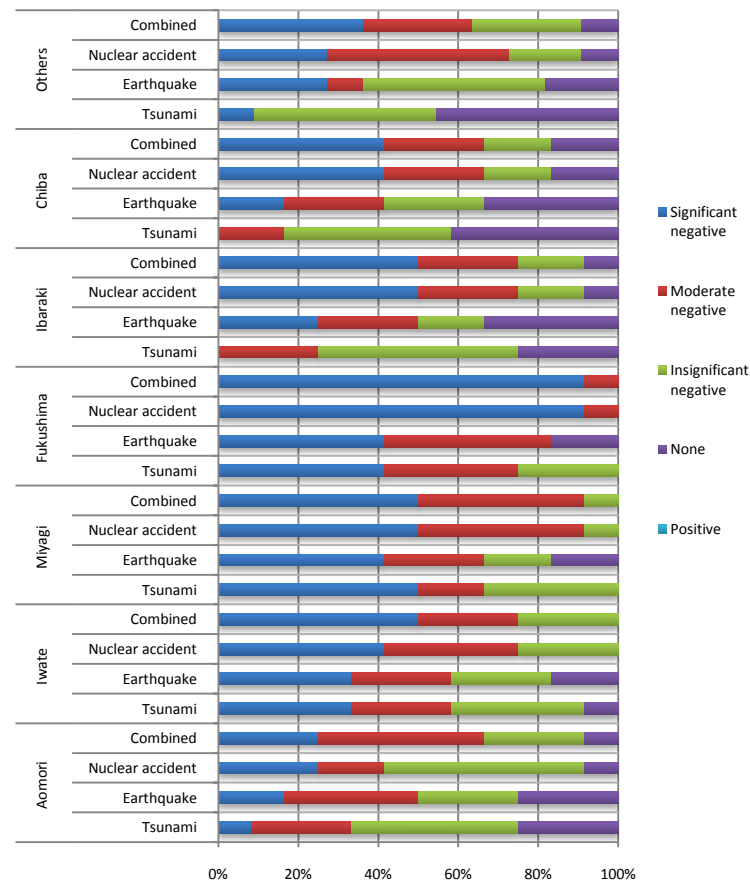 Others
Combined
Nuclear accident
Earthquake
Tsunami
Chiba
Combined
Nuclear accident
Earthquake
Tsunami
Ibaraki
Combined
Nuclear accident
Earthquake
Tsunami
Fukushima
Combined
Nuclear accident
Earthquake
Tsunami
Miyagi
Combined
Nuclear accident
Earthquake
Tsunami
Iwate
Combined
Nuclear accident
Earthquake
Tsunami
Aomori
Combined
Nuclear accident
Earthquake
Tsunami
0% 20% 40% 60% 80% 100%
Significant
negative
Moderate
negative
Insignificant
negative
None
Positive